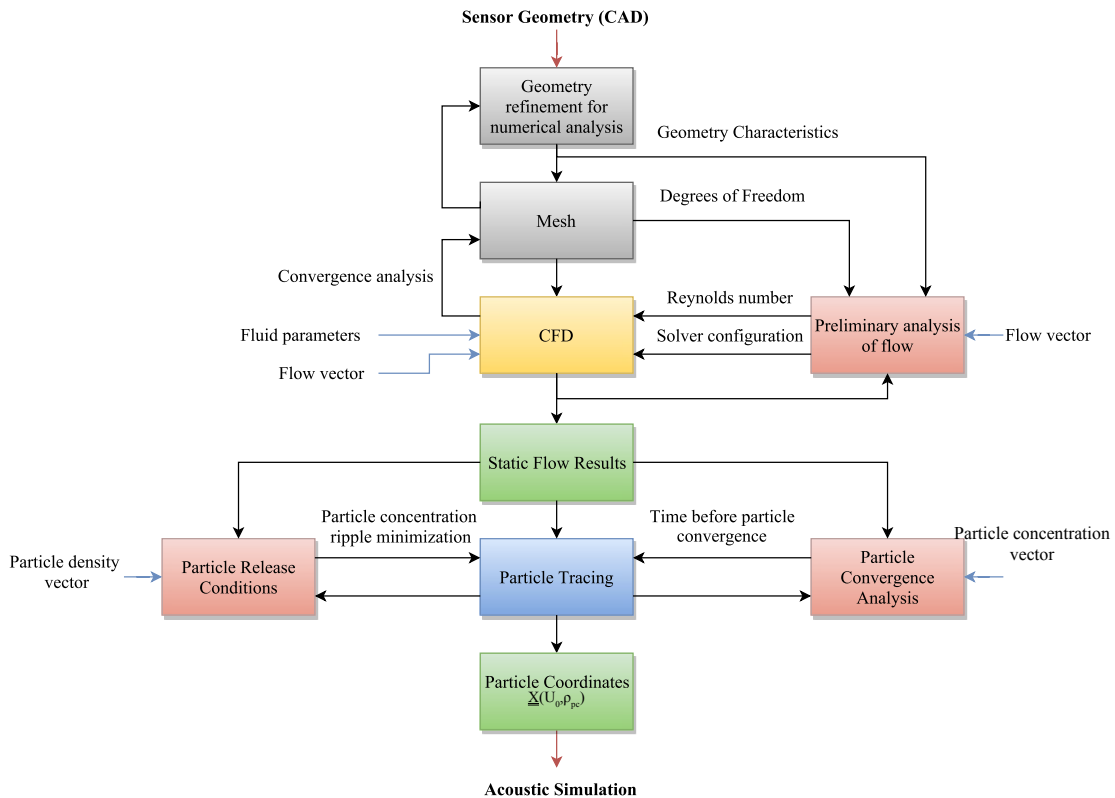 Sensor Geometry (CAD)
Geometry
refinement for
numerical analysis
Geometry Characteristics
Mesh
Degrees of Freedom
Convergence analysis
Reynolds number
Fluid parameters
CFD
Solver configuration
Preliminary analysis
of flow
Flow vector
Flow vector
Static Flow Results
Particle concentration
ripple minimization
Time before particle
convergence
Particle concentration
vector
Particle density
vector
Particle Release
Conditions
Particle Tracing
Particle
Convergence
Analysis
Particle Coordinates
X(U₀,ρpc)
Acoustic Simulation